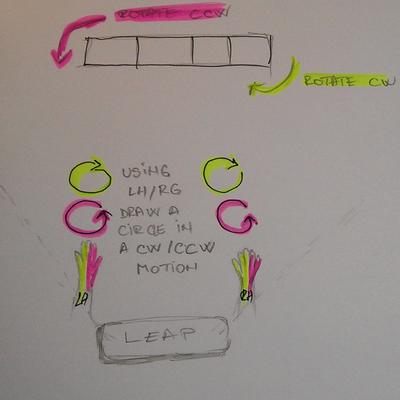 ROTATE CCW
ROTATE CW
USING
LH/RG
DRAW A
CIRCLE IN
A CW/CCW
MOTION
LH
RH
LEAP